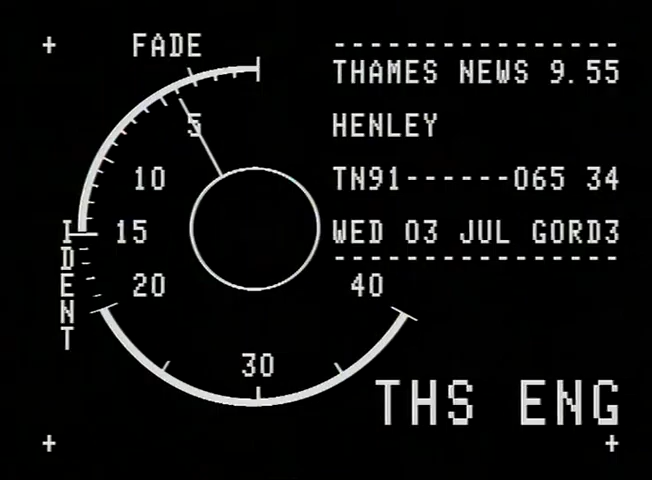 FADE
5
10
15
20
30
40
IDENT
----------------
THAMES NEWS 9.55
HENLEY
TN91------065 34
WED 03 JUL GORD3
----------------
THS ENG